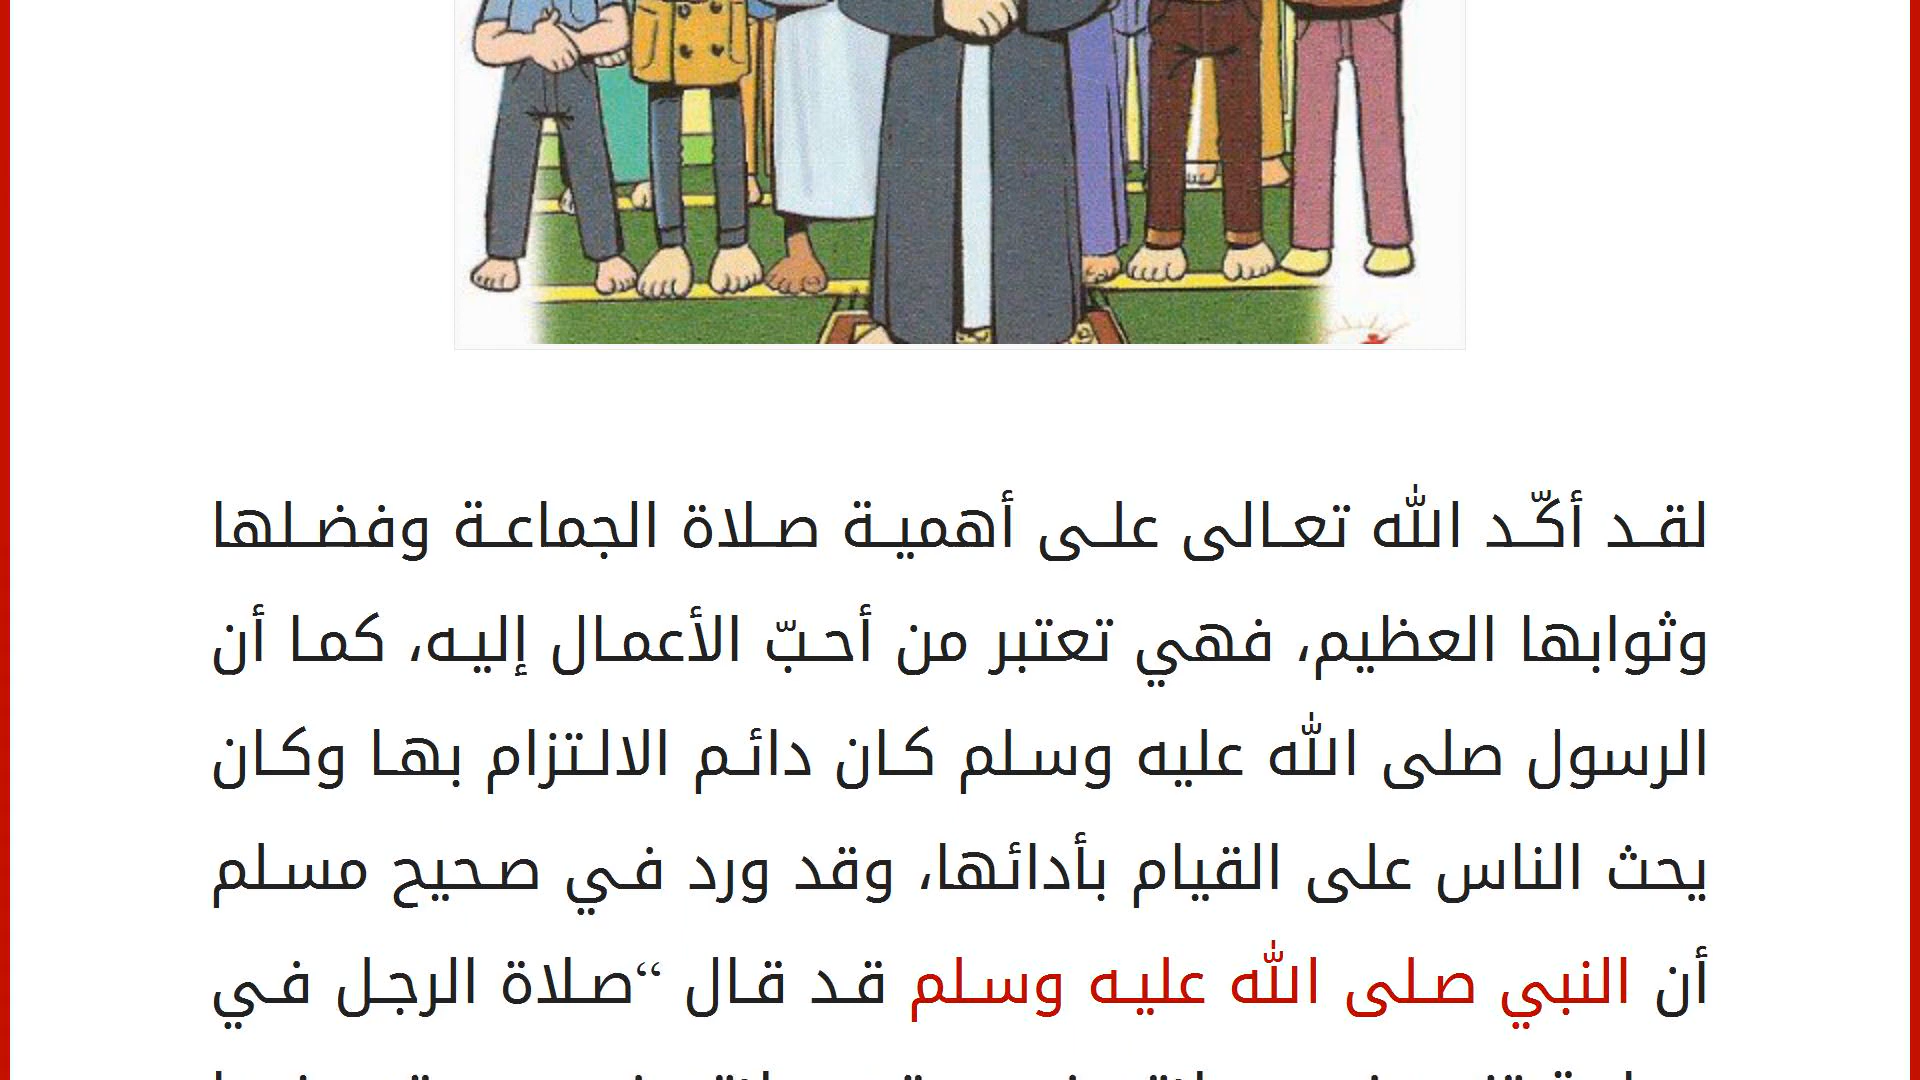 لقد أكّد الله تعالى على أهمية صلاة الجماعة وفضلها
وثوابها العظيم، فهي تعتبر من أحبّ الأعمال إليه، كما أن
الرسول صلى الله عليه وسلم كان دائم الالتزام بها وكان
يحث الناس على القيام بأدائها، وقد ورد في صحيح مسلم
أن النبي صلى الله عليه وسلم قد قال “صلاة الرجل في